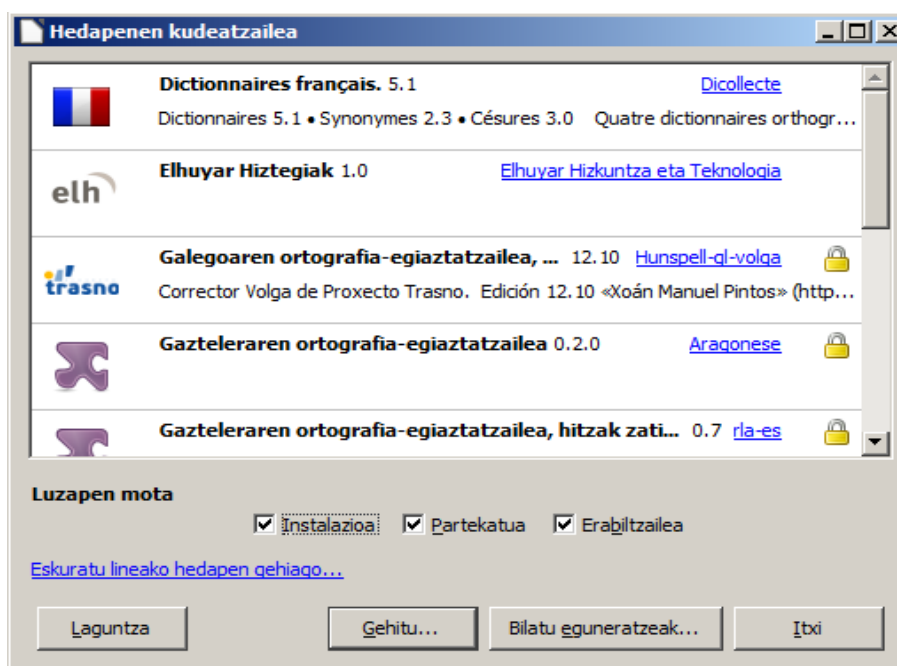 Hedapenen kudeatzailea
Dictionnaires français. 5.1 Dicollecte
Dictionnaires 5.1 • Synonymes 2.3 • Césures 3.0 Quatre dictionnaires orthogr...
elh
Elhuyar Hiztegiak 1.0 Elhuyar Hizkuntza eta Teknologia
trasno
Galegoaren ortografia-egiaztatzailea, ... 12.10 Hunspell-gl-volga
Corrector Volga de Proxecto Trasno. Edición 12.10 «Xoán Manuel Pintos» (http...
Gazteleraren ortografia-egiaztatzailea 0.2.0 Aragonese
Gazteleraren ortografia-egiaztatzailea, hitzak zati... 0.7 rla-es
Luzapen mota
Instalazioa Partekatua Erabiltzailea
Eskuratu lineako hedapen gehiago...
Laguntza Gehitu... Bilatu eguneratzeak... Itxi